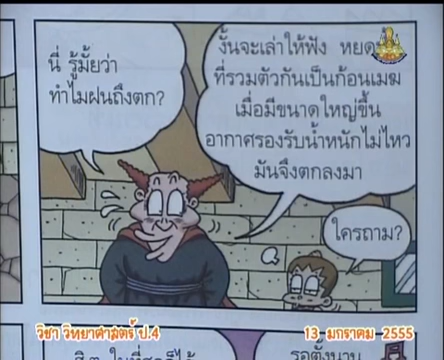 นี่ รู้มั้ยว่า
ทำไมฝนถึงตก?
งั้นจะเล่าให้ฟัง หยด
ที่รวมตัวกันเป็นก้อนเมฆ
เมื่อมีขนาดใหญ่ขึ้น
อากาศรองรับน้ำหนักไม่ไหว
มันจึงตกลงมา
ใครถาม?
วิชา วิทยาศาสตร์ ป.4
13 มกราคม 2555